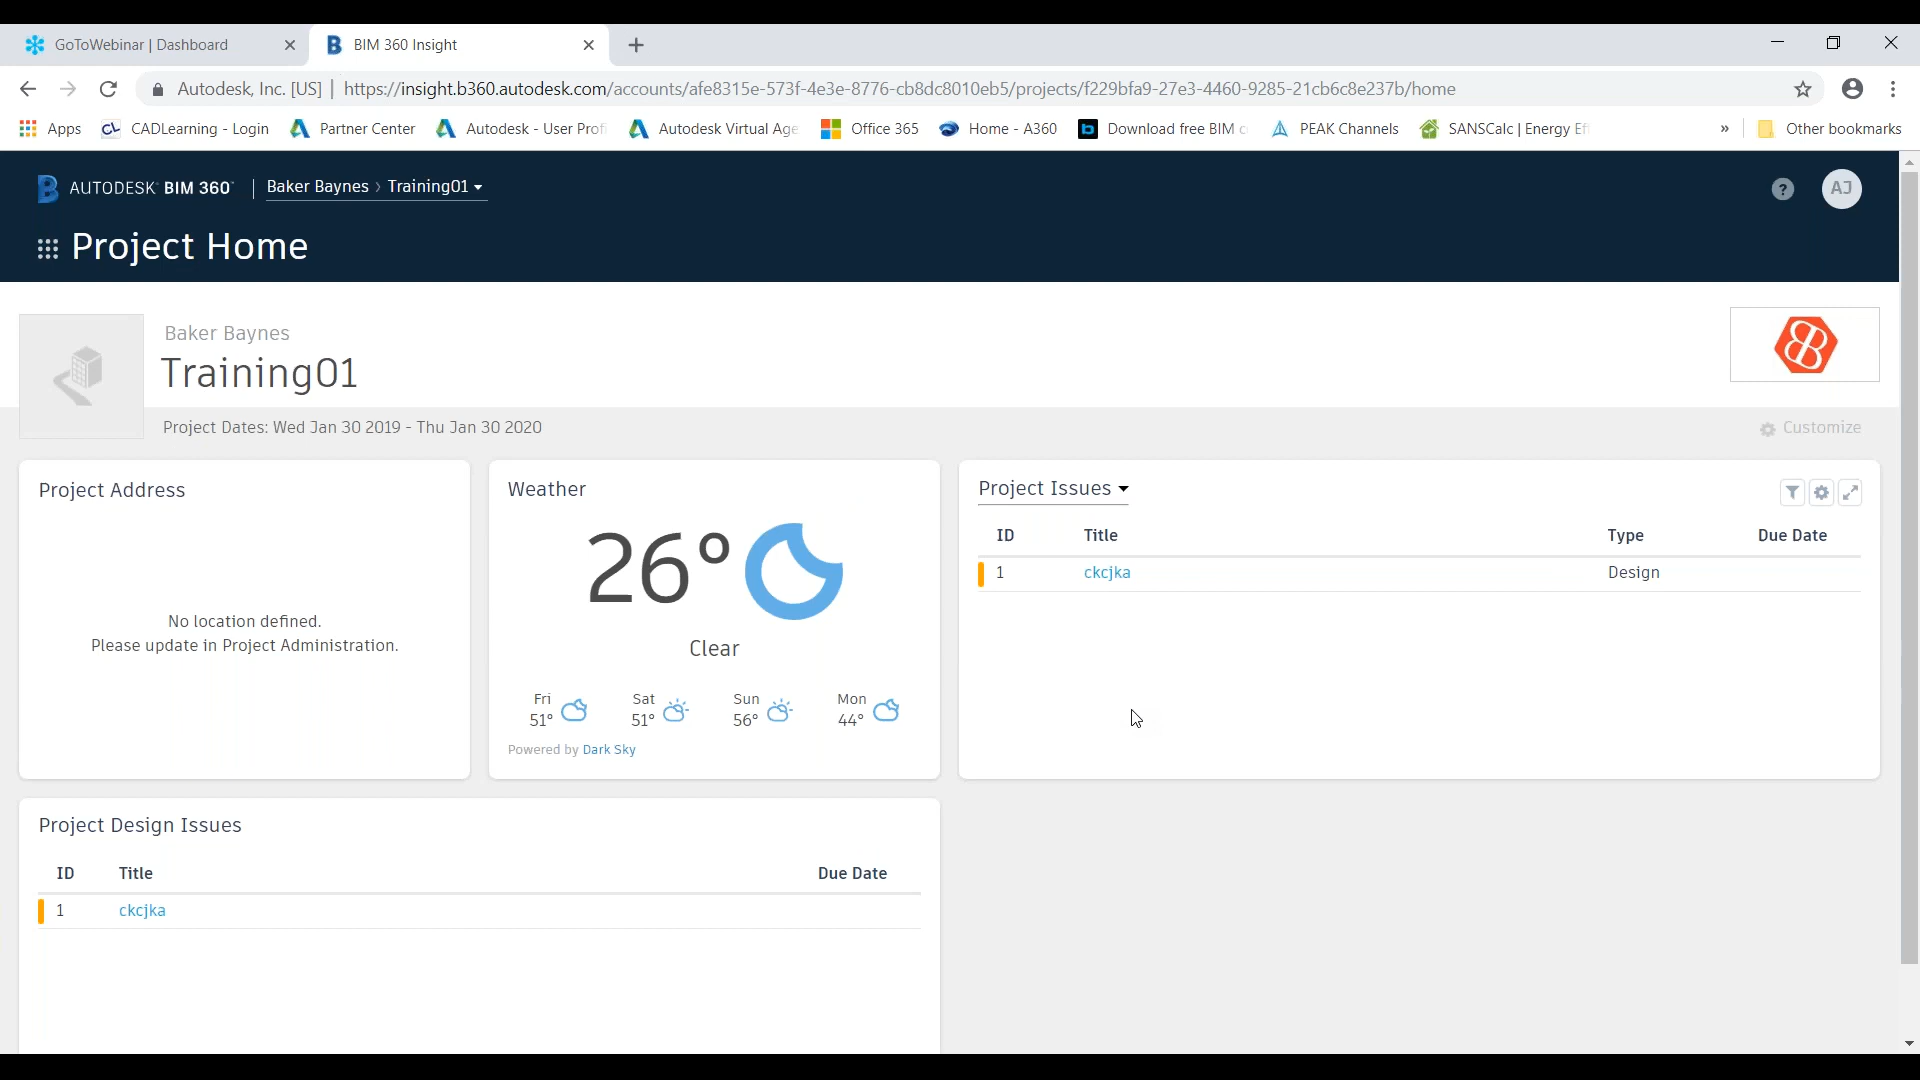 GoToWebinar | Dashboard
BIM 360 Insight
Autodesk, Inc. [US] | https://insight.b360.autodesk.com/accounts/afe8315e-573f-4e3e-8776-cb8dc8010eb5/projects/f229bfa9-27e3-4460-9285-21cb6c8e237b/home
Apps
CL CADLearning - Login
Partner Center
Autodesk - User Prof
Autodesk Virtual Age
Office 365
Home - A360
b Download free BIM c
PEAK Channels
SANSCalc | Energy Ef
»
Other bookmarks
AUTODESK BIM 360
Baker Baynes › Training01
?
AJ
Project Home
Baker Baynes
Training01
Project Dates: Wed Jan 30 2019 - Thu Jan 30 2020
Customize
Project Address
No location defined.
Please update in Project Administration.
Weather
26°
Clear
Fri Sat Sun Mon
51° 51° 56° 44°
Powered by Dark Sky
Project Issues
ID Title Type Due Date
1 ckcjka Design
Project Design Issues
ID Title Due Date
1 ckcjka